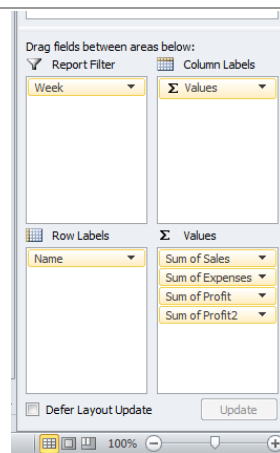 Drag fields between areas below:
Report Filter
Column Labels
Week
Σ Values
Row Labels
Σ Values
Name
Sum of Sales
Sum of Expenses
Sum of Profit
Sum of Profit2
Defer Layout Update
Update
100%